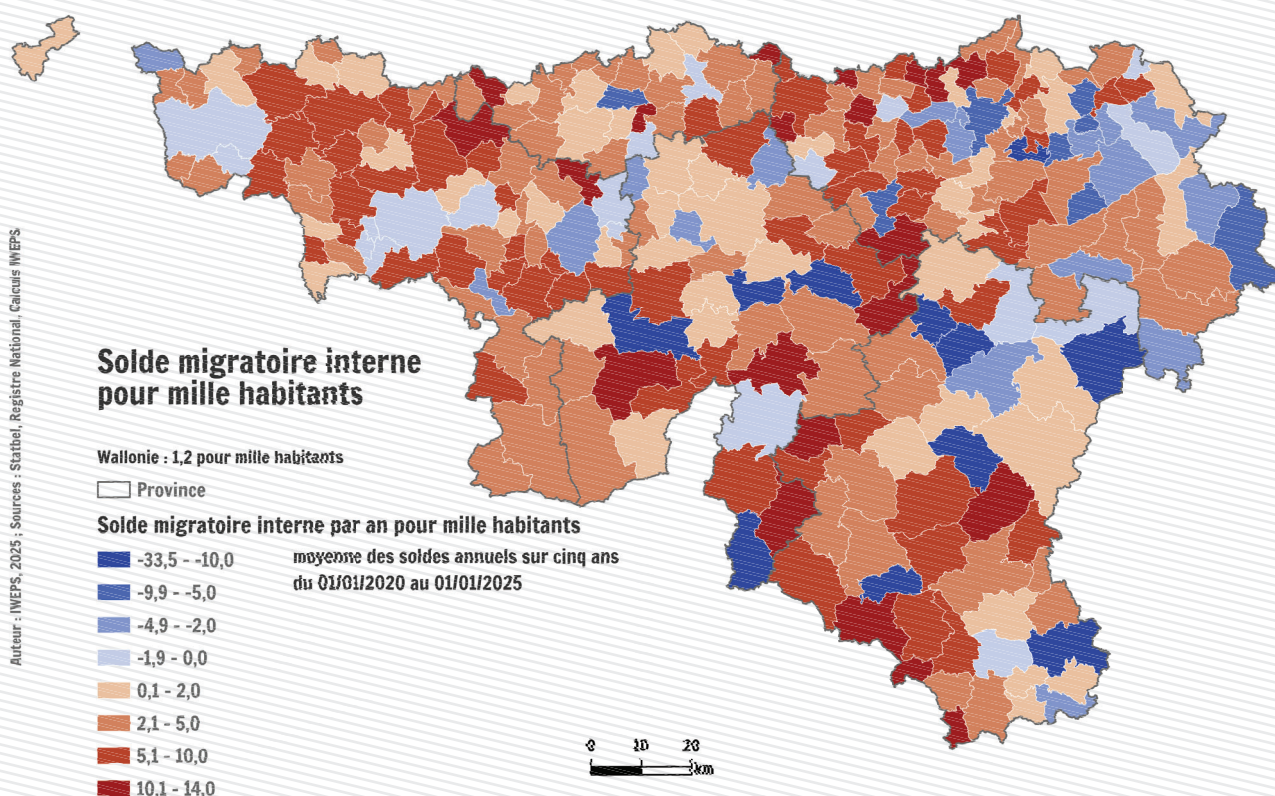 Solde migratoire interne
pour mille habitants
Wallonie : 1,2 pour mille habitants
Province
Solde migratoire interne par an pour mille habitants
moyenne des soldes annuels sur cinq ans
du 01/01/2020 au 01/01/2025
-33,5 - -10,0
-9,9 - -5,0
-4,9 - -2,0
-1,9 - 0,0
0,1 - 2,0
2,1 - 5,0
5,1 - 10,0
10,1 - 14,0
0 10 20
km
Auteur : IWEPS, 2025 ; Sources : Statbel, Registre National, Calculs IWEPS